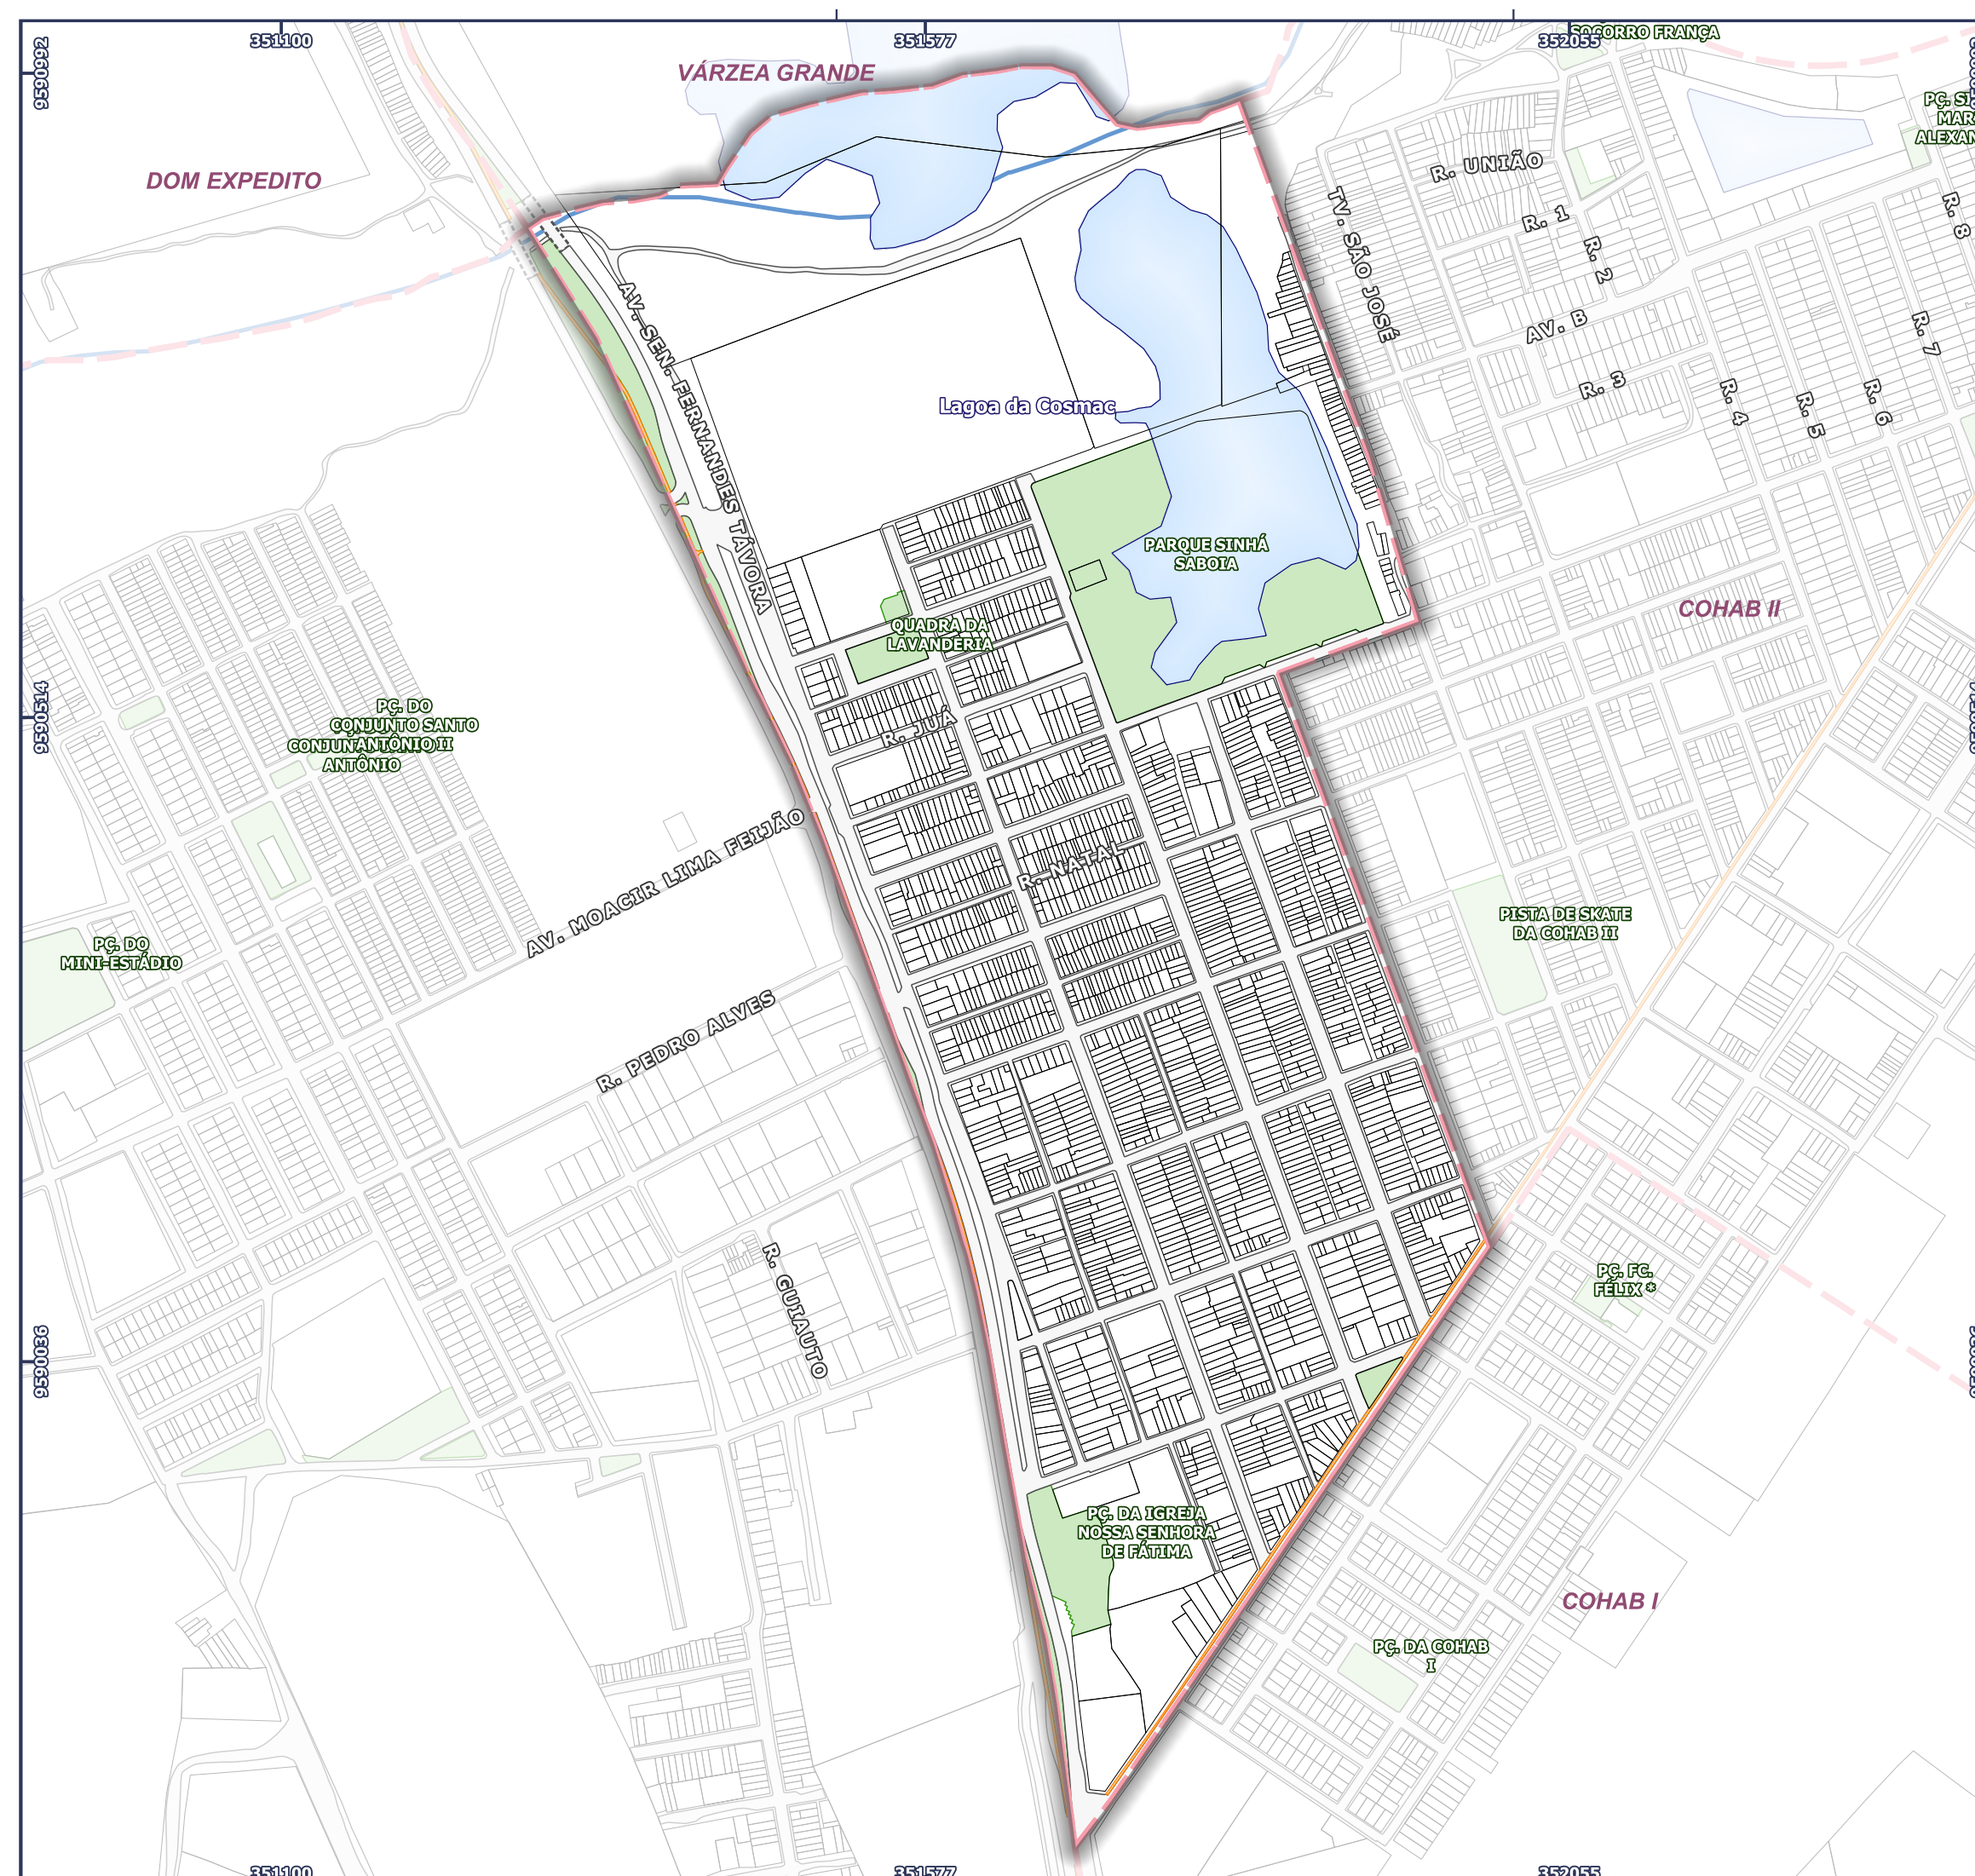 351100
351577
352055
9590992
SOCORRO FRANÇA
VÁRZEA GRANDE
DOM EXPEDITO
R. UNIÃO
R. 1
R. 2
R. 8
TV. SÃO JOSÉ
AV. B
R. 3
R. 7
R. 4
R. 5
R. 6
AV. SEN. FERNANDES TÁVORA
Lagoa da Cosmac
PARQUE SINHÁ
SABOIA
COHAB II
QUADRA DA
LAVANDERIA
9590514
PÇ. DO
CONJUNTO SANTO
ANTÔNIO II
ANTÔNIO
R. JUÁ
AV. MOACIR LIMA FEIJÃO
R. NATAL
PISTA DE SKATE
DA COHAB II
PÇ. DO
MINI-ESTÁDIO
R. PEDRO ALVES
R. GUIAUTO
PÇ. FC.
FÉLIX *
9590036
PÇ. DA IGREJA
NOSSA SENHORA
DE FÁTIMA
COHAB I
PÇ. DA COHAB
I
351100
351577
352055